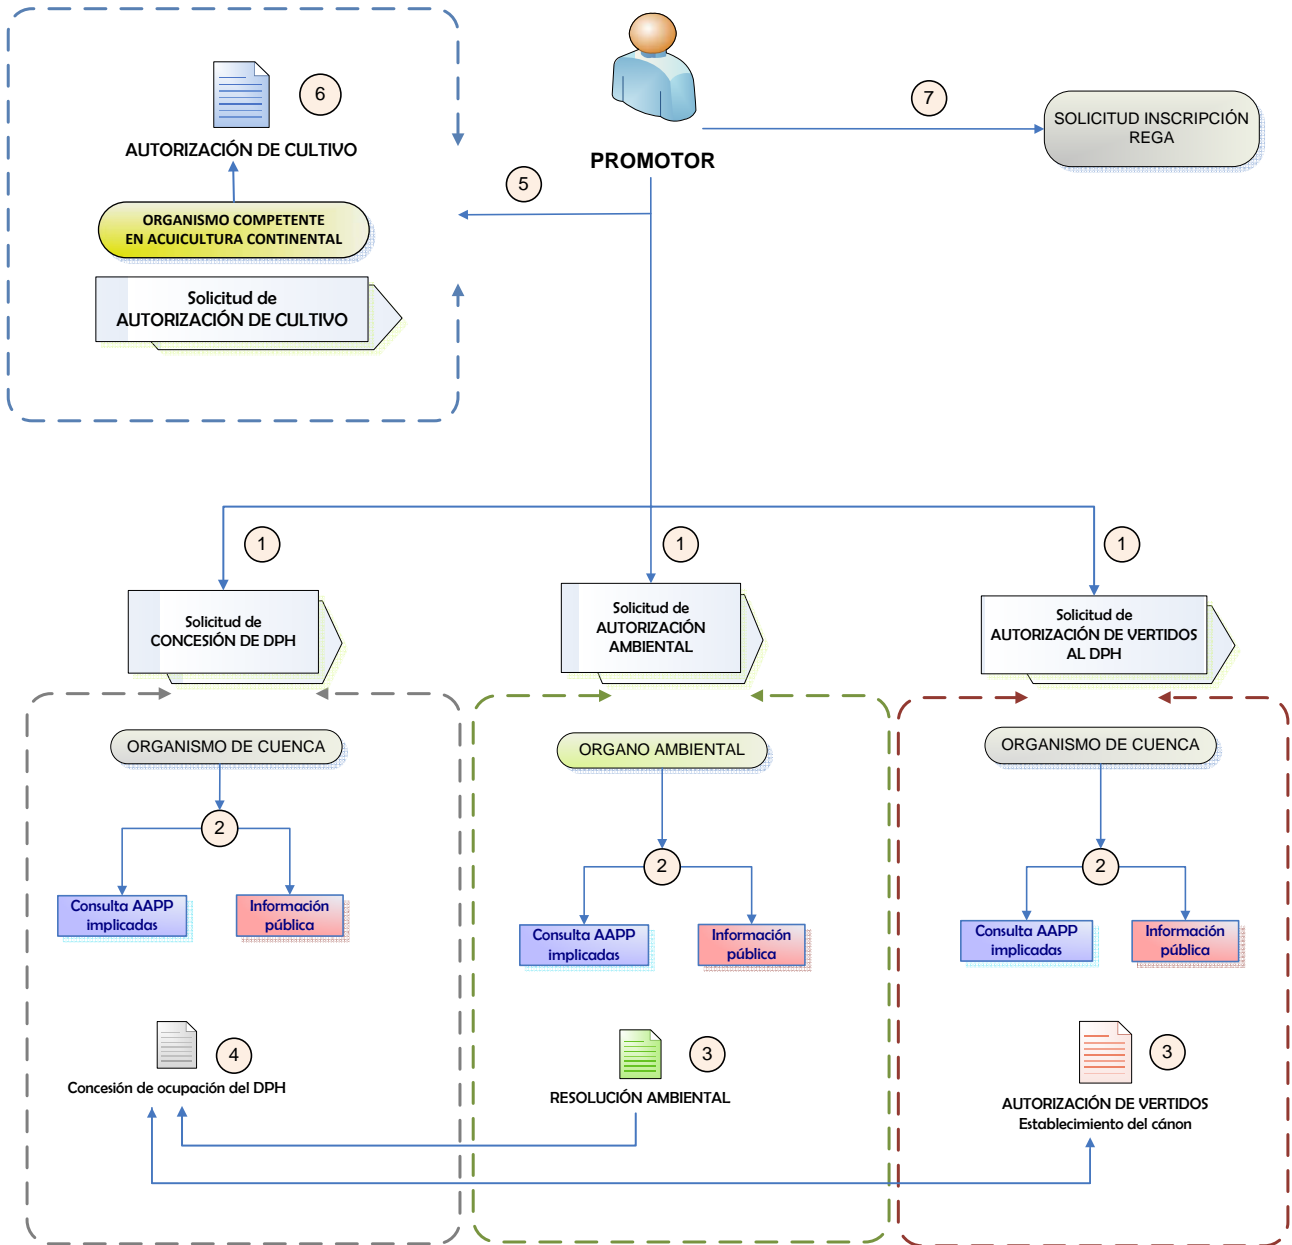 6
AUTORIZACIÓN DE CULTIVO
ORGANISMO COMPETENTE
EN ACUICULTURA CONTINENTAL
Solicitud de
AUTORIZACIÓN DE CULTIVO
PROMOTOR
5
7
SOLICITUD INSCRIPCIÓN
REGA
1
1
1
Solicitud de
CONCESIÓN DE DPH
Solicitud de
AUTORIZACIÓN
AMBIENTAL
Solicitud de
AUTORIZACIÓN DE VERTIDOS
AL DPH
ORGANISMO DE CUENCA
2
Consulta AAPP
implicadas
Información
pública
4
Concesión de ocupación del DPH
ORGANO AMBIENTAL
2
Consulta AAPP
implicadas
Información
pública
3
RESOLUCIÓN AMBIENTAL
ORGANISMO DE CUENCA
2
Consulta AAPP
implicadas
Información
pública
3
AUTORIZACIÓN DE VERTIDOS
Establecimiento del cánon